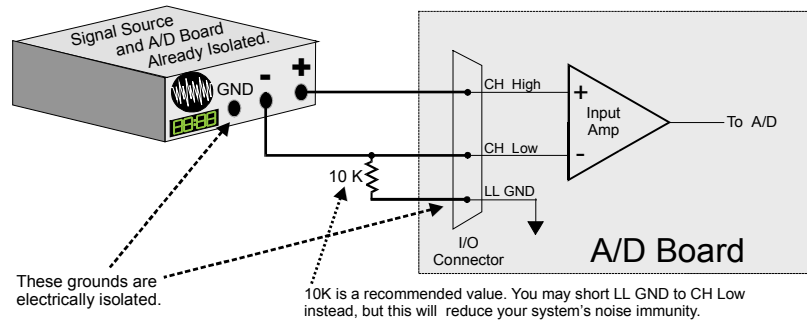 Signal Source
and A/D Board
Already Isolated.
GND
-
+
88:88
CH High
+
Input
Amp
To A/D
CH Low
-
10 K
LL GND
I/O
Connector
A/D Board
These grounds are
electrically isolated.
10K is a recommended value. You may short LL GND to CH Low
instead, but this will reduce your system's noise immunity.